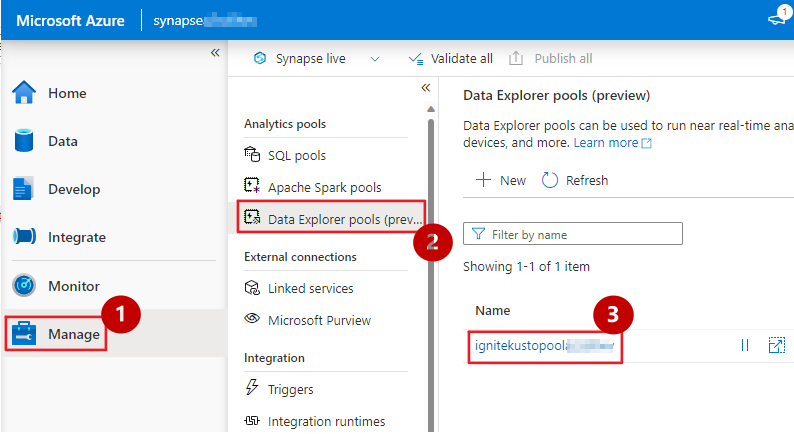 Microsoft Azure
synapse
1
«
Home
Data
Develop
Integrate
Monitor
Manage
1
Synapse live
Validate all
Publish all
«
Analytics pools
SQL pools
Apache Spark pools
Data Explorer pools (prev...
2
External connections
Linked services
Microsoft Purview
Integration
Triggers
Integration runtimes
Data Explorer pools (preview)
Data Explorer pools can be used to run near real-time ana
devices, and more. Learn more
New
Refresh
Filter by name
Showing 1-1 of 1 item
Name
3
ignitekustopool